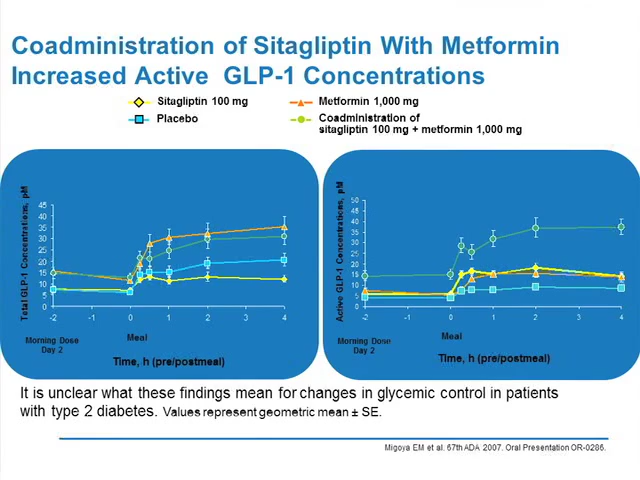 Coadministration of Sitagliptin With Metformin
Increased Active GLP-1 Concentrations
Sitagliptin 100 mg
Metformin 1,000 mg
Placebo
Coadministration of
sitagliptin 100 mg + metformin 1,000 mg
Total GLP-1 Concentrations, pM
45
40
35
30
25
20
15
10
5
0
-2 -1 0 1 2 3 4
Morning Dose
Day 2
Meal
Time, h (pre/postmeal)
Active GLP-1 Concentrations, pM
50
45
40
35
30
25
20
15
10
5
0
-2 -1 0 1 2 3 4
Morning Dose
Day 2
Meal
Time, h (pre/postmeal)
It is unclear what these findings mean for changes in glycemic control in patients
with type 2 diabetes. Values represent geometric mean ± SE.
Migoya EM et al. 67th ADA 2007. Oral Presentation OR-0286.